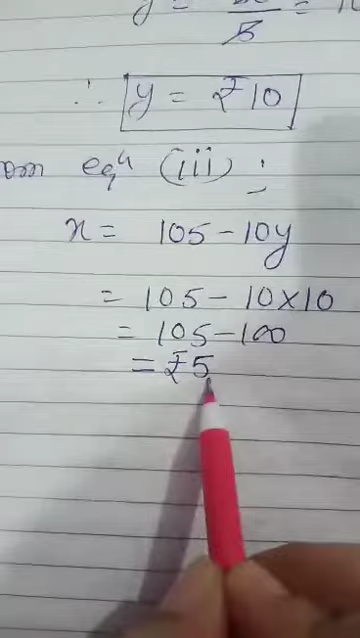 ∴ y = ₹10
eqⁿ (iii) :
x = 105 - 10y
= 105 - 10×10
= 105 - 100
= ₹5